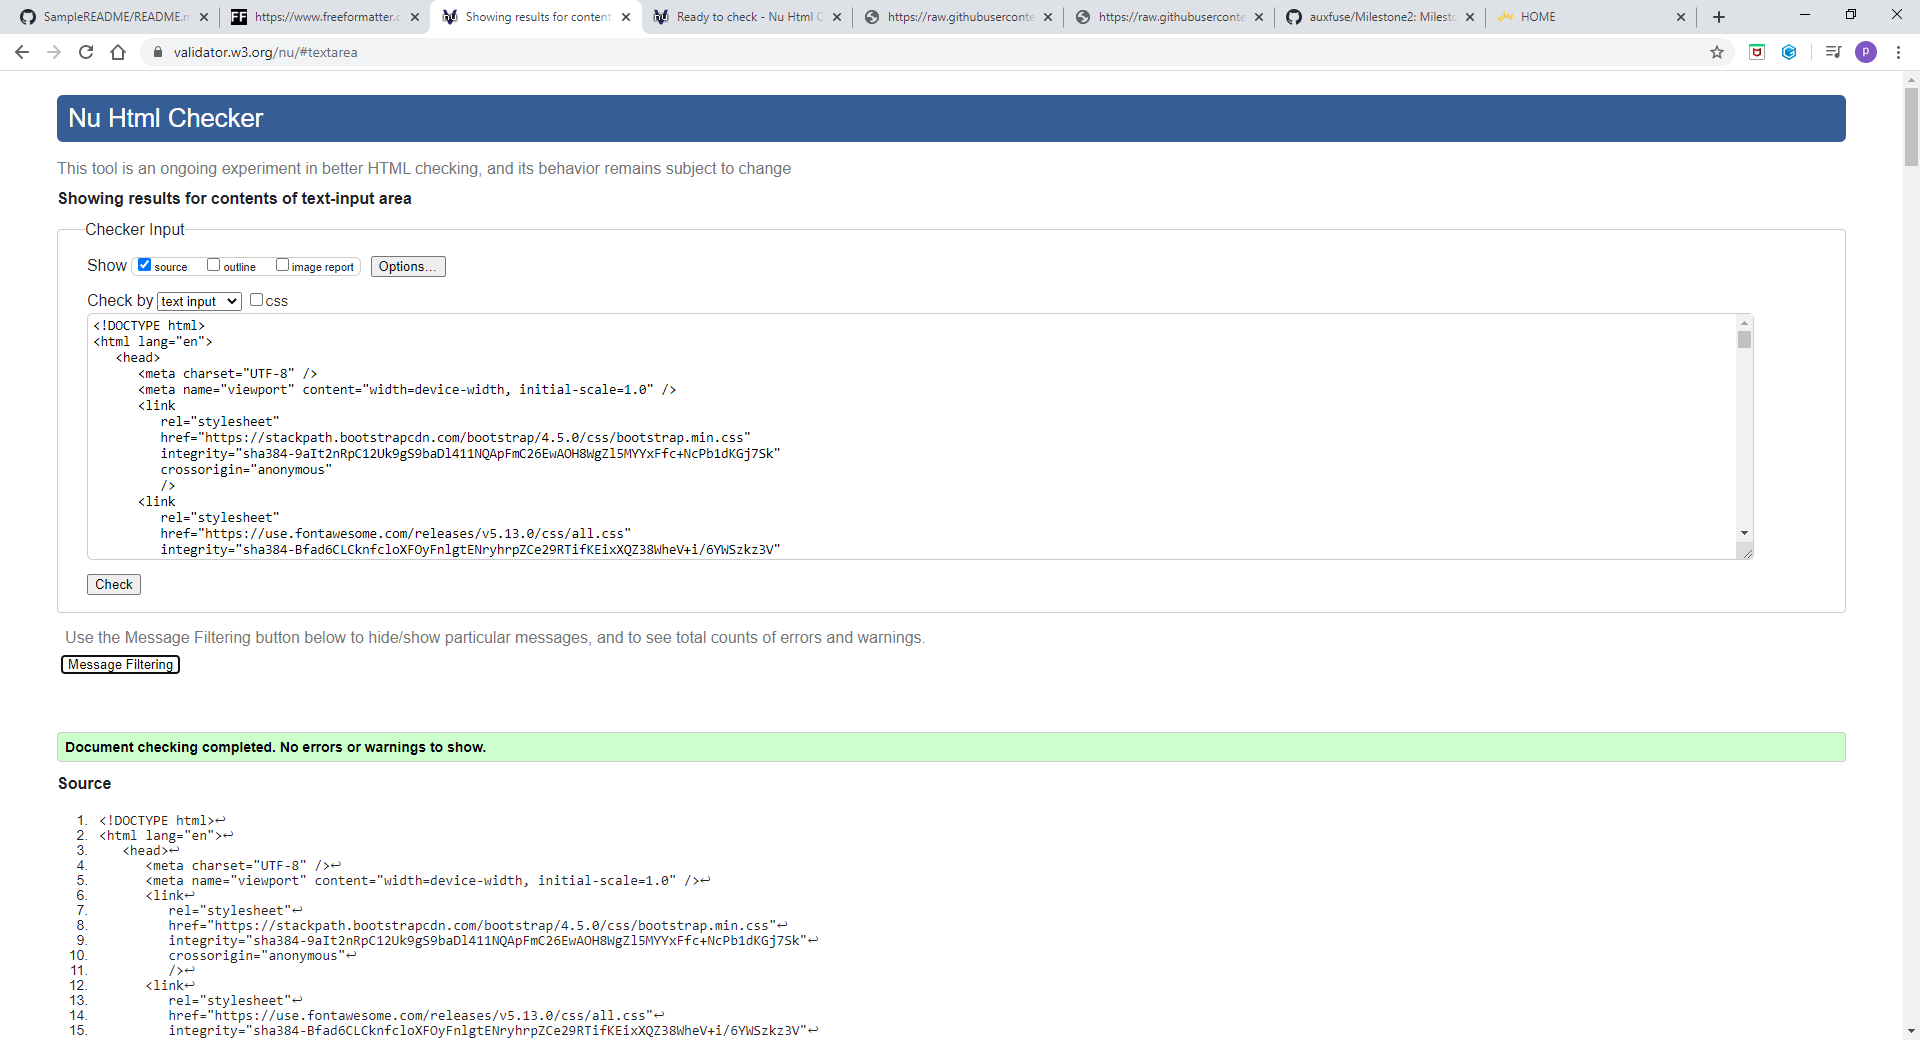 SampleREADME/README.m
https://www.freeformatter.c
Showing results for content
Ready to check - Nu Html C
https://raw.githubuserconte
https://raw.githubuserconte
auxfuse/Milestone2: Milest
HOME
validator.w3.org/nu/#textarea
P
Nu Html Checker
This tool is an ongoing experiment in better HTML checking, and its behavior remains subject to change
Showing results for contents of text-input area
Checker Input
Show source outline image report Options...
Check by text input css
<!DOCTYPE html>
<html lang="en">
<head>
<meta charset="UTF-8" />
<meta name="viewport" content="width=device-width, initial-scale=1.0" />
<link
rel="stylesheet"
href="https://stackpath.bootstrapcdn.com/bootstrap/4.5.0/css/bootstrap.min.css"
integrity="sha384-9aIt2nRpC12Uk9gS9baDl411NQApFmC26EwAOH8WgZl5MYYxFfc+NcPb1dKGj7Sk"
crossorigin="anonymous"
/>
<link
rel="stylesheet"
href="https://use.fontawesome.com/releases/v5.13.0/css/all.css"
integrity="sha384-Bfad6CLCknfcloXFOyFnlgtENryhrpZCe29RTifKEixXQZ38WheV+i/6YWSzkz3V"
Check
Use the Message Filtering button below to hide/show particular messages, and to see total counts of errors and warnings.
Message Filtering
Document checking completed. No errors or warnings to show.
Source
1. <!DOCTYPE html>↩
2. <html lang="en">↩
3. <head>↩
4. <meta charset="UTF-8" />↩
5. <meta name="viewport" content="width=device-width, initial-scale=1.0" />↩
6. <link↩
7. rel="stylesheet"↩
8. href="https://stackpath.bootstrapcdn.com/bootstrap/4.5.0/css/bootstrap.min.css"↩
9. integrity="sha384-9aIt2nRpC12Uk9gS9baDl411NQApFmC26EwAOH8WgZl5MYYxFfc+NcPb1dKGj7Sk"↩
10. crossorigin="anonymous"↩
11. />↩
12. <link↩
13. rel="stylesheet"↩
14. href="https://use.fontawesome.com/releases/v5.13.0/css/all.css"↩
15. integrity="sha384-Bfad6CLCknfcloXFOyFnlgtENryhrpZCe29RTifKEixXQZ38WheV+i/6YWSzkz3V"↩